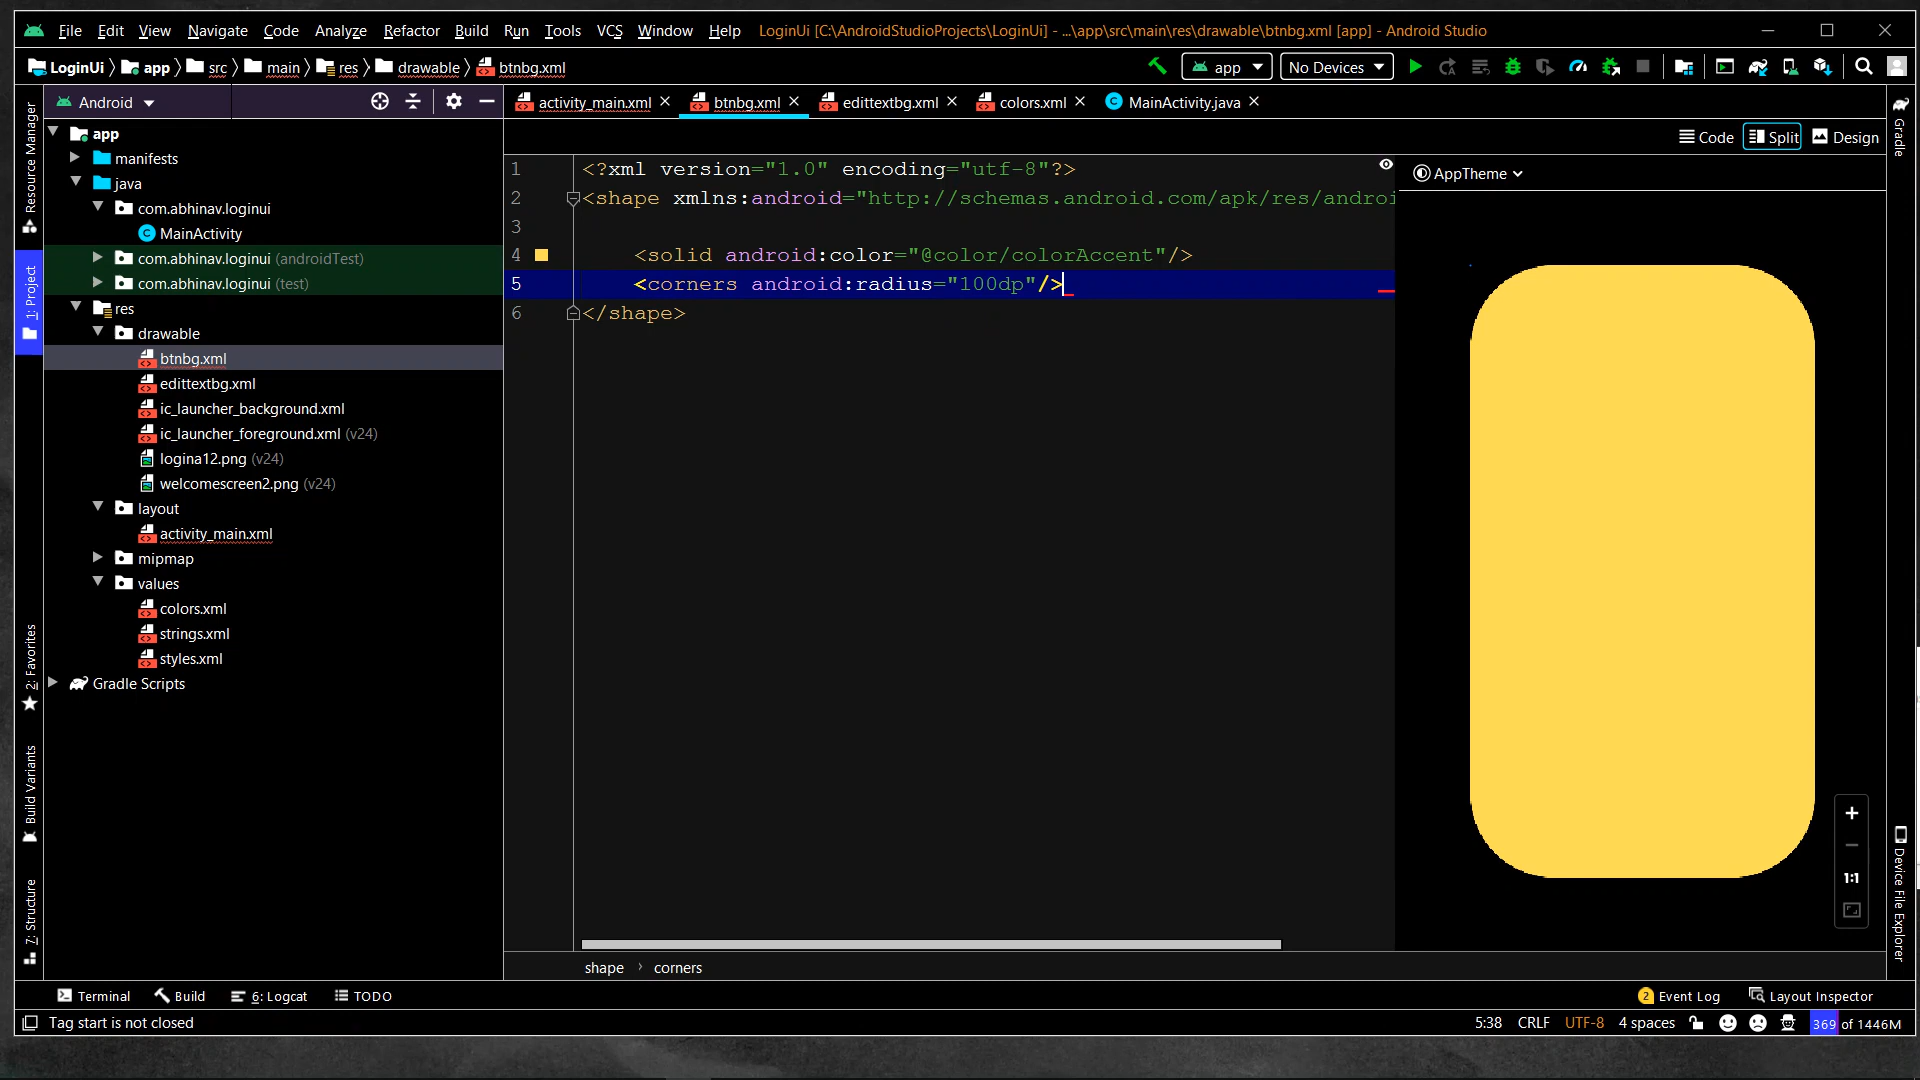 File Edit View Navigate Code Analyze Refactor Build Run Tools VCS Window Help LoginUi [C:\AndroidStudioProjects\LoginUi] - ...\app\src\main\res\drawable\btnbg.xml [app] - Android Studio
LoginUi app src main res drawable btnbg.xml app No Devices
Android
activity_main.xml btnbg.xml edittextbg.xml colors.xml MainActivity.java
Code Split Design
AppTheme
Resource Manager
1: Project
2: Favorites
Build Variants
7: Structure
app
manifests
java
com.abhinav.loginui
MainActivity
com.abhinav.loginui (androidTest)
com.abhinav.loginui (test)
res
drawable
btnbg.xml
edittextbg.xml
ic_launcher_background.xml
ic_launcher_foreground.xml (v24)
logina12.png (v24)
welcomescreen2.png (v24)
layout
activity_main.xml
mipmap
values
colors.xml
strings.xml
styles.xml
Gradle Scripts
1 <?xml version="1.0" encoding="utf-8"?>
2 <shape xmlns:android="http://schemas.android.com/apk/res/androi
3
4 <solid android:color="@color/colorAccent"/>
5 <corners android:radius="100dp"/>
6 </shape>
1:1
Gradle
Device File Explorer
shape › corners
Terminal Build 6: Logcat TODO 2 Event Log Layout Inspector
Tag start is not closed 5:38 CRLF UTF-8 4 spaces 369 of 1446M